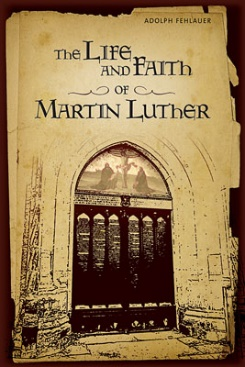 ADOLPH FEHLAUER
THE LIFE
AND FAITH
OF
MARTIN LUTHER